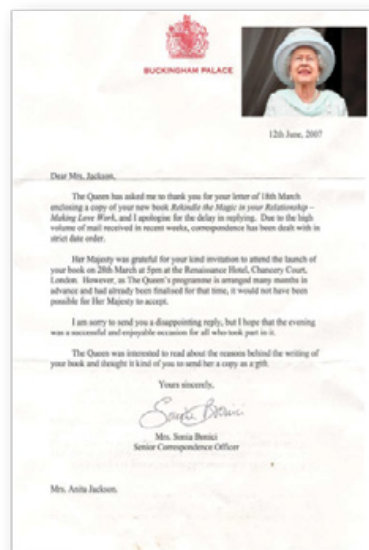 BUCKINGHAM PALACE
12th June, 2007
Dear Mrs. Jackson,
The Queen has asked me to thank you for your letter of 18th March
enclosing a copy of your new book Rekindle the Magic in your Relationship –
Making Love Work, and I apologise for the delay in replying. Due to the high
volume of mail received in recent weeks, correspondence has been dealt with in
strict date order.
Her Majesty was grateful for your kind invitation to attend the launch of
your book on 28th March at 5pm at the Renaissance Hotel, Chancery Court,
London. However, as The Queen's programme is arranged many months in
advance and had already been finalised for that time, it would not have been
possible for Her Majesty to accept.
I am sorry to send you a disappointing reply, but I hope that the evening
was a successful and enjoyable occasion for all who took part in it.
The Queen was interested to read about the reasons behind the writing of
your book and thought it kind of you to send her a copy as a gift.
Yours sincerely,
Sonia Bonici
Mrs. Sonia Bonici
Senior Correspondence Officer
Mrs. Anita Jackson.